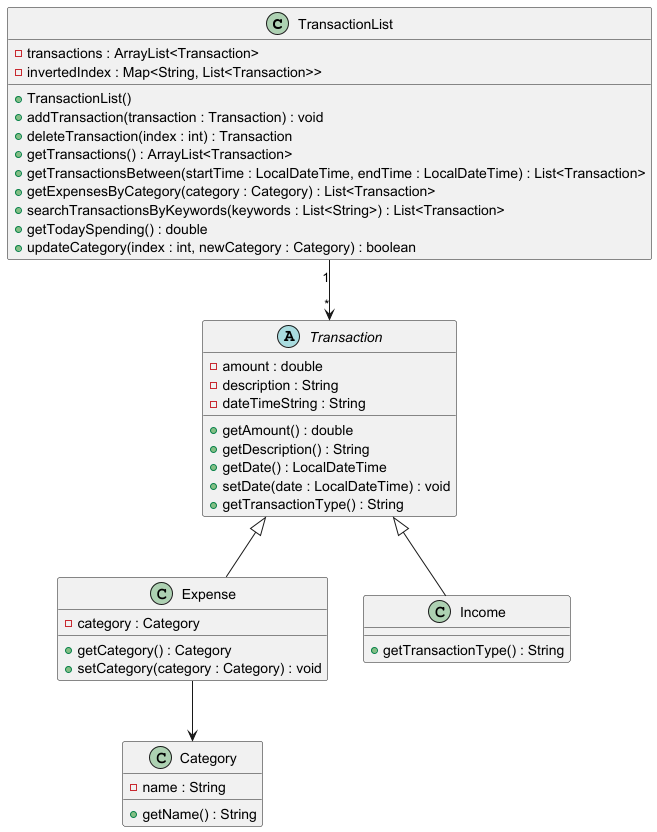 C TransactionList
transactions : ArrayList<Transaction>
invertedIndex : Map<String, List<Transaction>>
TransactionList()
addTransaction(transaction : Transaction) : void
deleteTransaction(index : int) : Transaction
getTransactions() : ArrayList<Transaction>
getTransactionsBetween(startTime : LocalDateTime, endTime : LocalDateTime) : List<Transaction>
getExpensesByCategory(category : Category) : List<Transaction>
searchTransactionsByKeywords(keywords : List<String>) : List<Transaction>
getTodaySpending() : double
updateCategory(index : int, newCategory : Category) : boolean
1
*
A Transaction
amount : double
description : String
dateTimeString : String
getAmount() : double
getDescription() : String
getDate() : LocalDateTime
setDate(date : LocalDateTime) : void
getTransactionType() : String
C Expense
category : Category
getCategory() : Category
setCategory(category : Category) : void
C Income
getTransactionType() : String
C Category
name : String
getName() : String